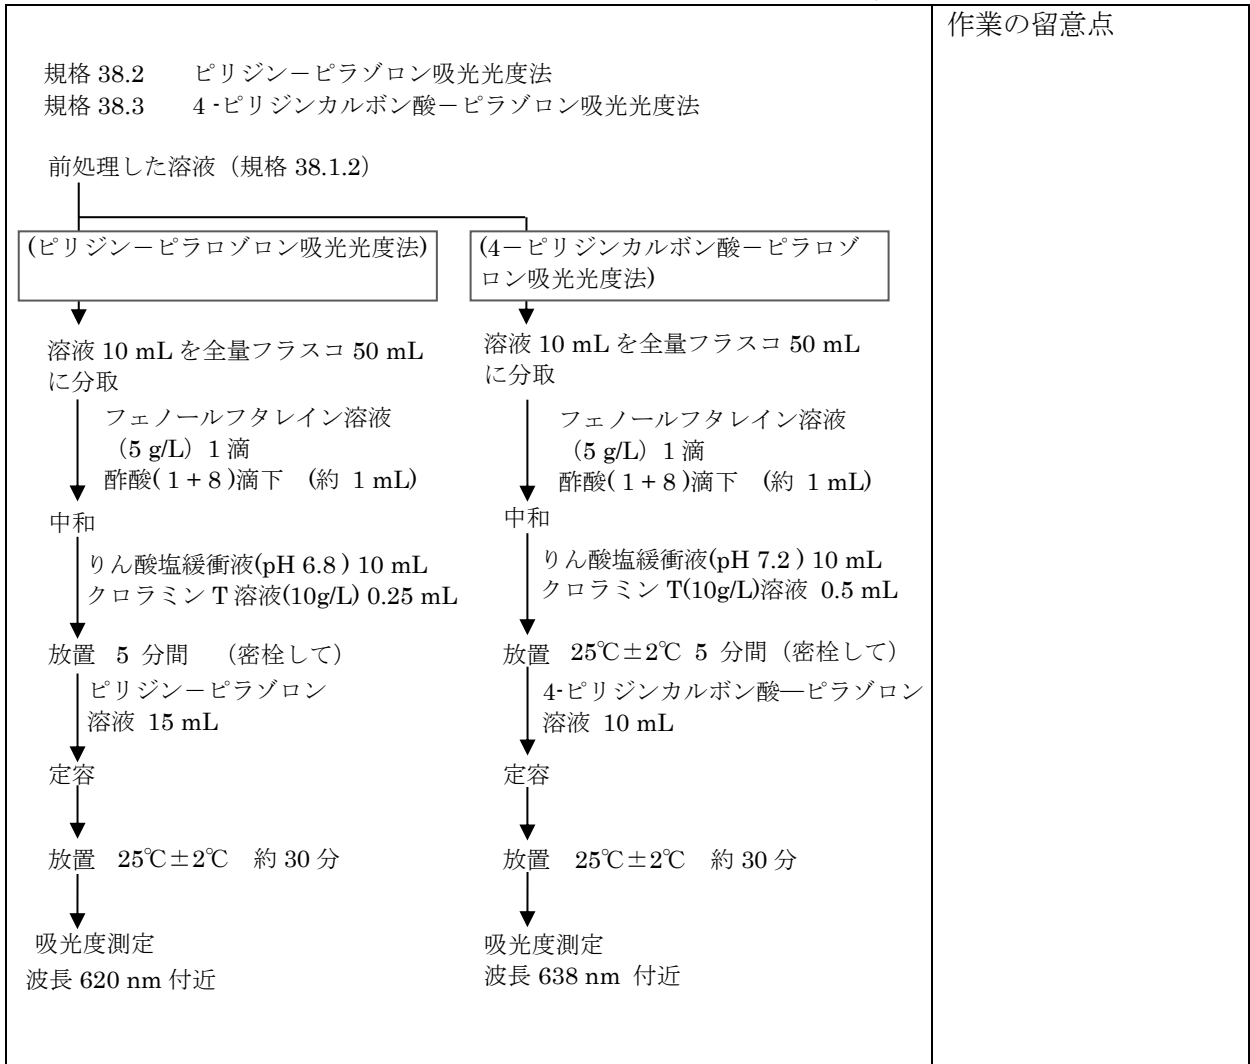 作業の留意点
規格 38.2 ピリジン－ピラゾロン吸光光度法
規格 38.3 4‐ピリジンカルボン酸－ピラゾロン吸光光度法
前処理した溶液（規格 38.1.2）
(ピリジン－ピラロゾロン吸光光度法)
溶液 10 mL を全量フラスコ 50 mL
に分取
フェノールフタレイン溶液
（5 g/L）1 滴
酢酸( 1 + 8 )滴下 (約 1 mL)
中和
りん酸塩緩衝液(pH 6.8 ) 10 mL
クロラミン T 溶液(10g/L) 0.25 mL
放置 5 分間 （密栓して）
ピリジン－ピラゾロン
溶液 15 mL
定容
放置 25℃±2℃ 約 30 分
吸光度測定
波長 620 nm 付近
(4－ピリジンカルボン酸－ピラロゾ
ロン吸光光度法)
溶液 10 mL を全量フラスコ 50 mL
に分取
フェノールフタレイン溶液
（5 g/L）1 滴
酢酸( 1 + 8 )滴下 (約 1 mL)
中和
りん酸塩緩衝液(pH 7.2 ) 10 mL
クロラミン T(10g/L)溶液 0.5 mL
放置 25℃±2℃ 5 分間（密栓して）
4‐ピリジンカルボン酸―ピラゾロン
溶液 10 mL
定容
放置 25℃±2℃ 約 30 分
吸光度測定
波長 638 nm 付近